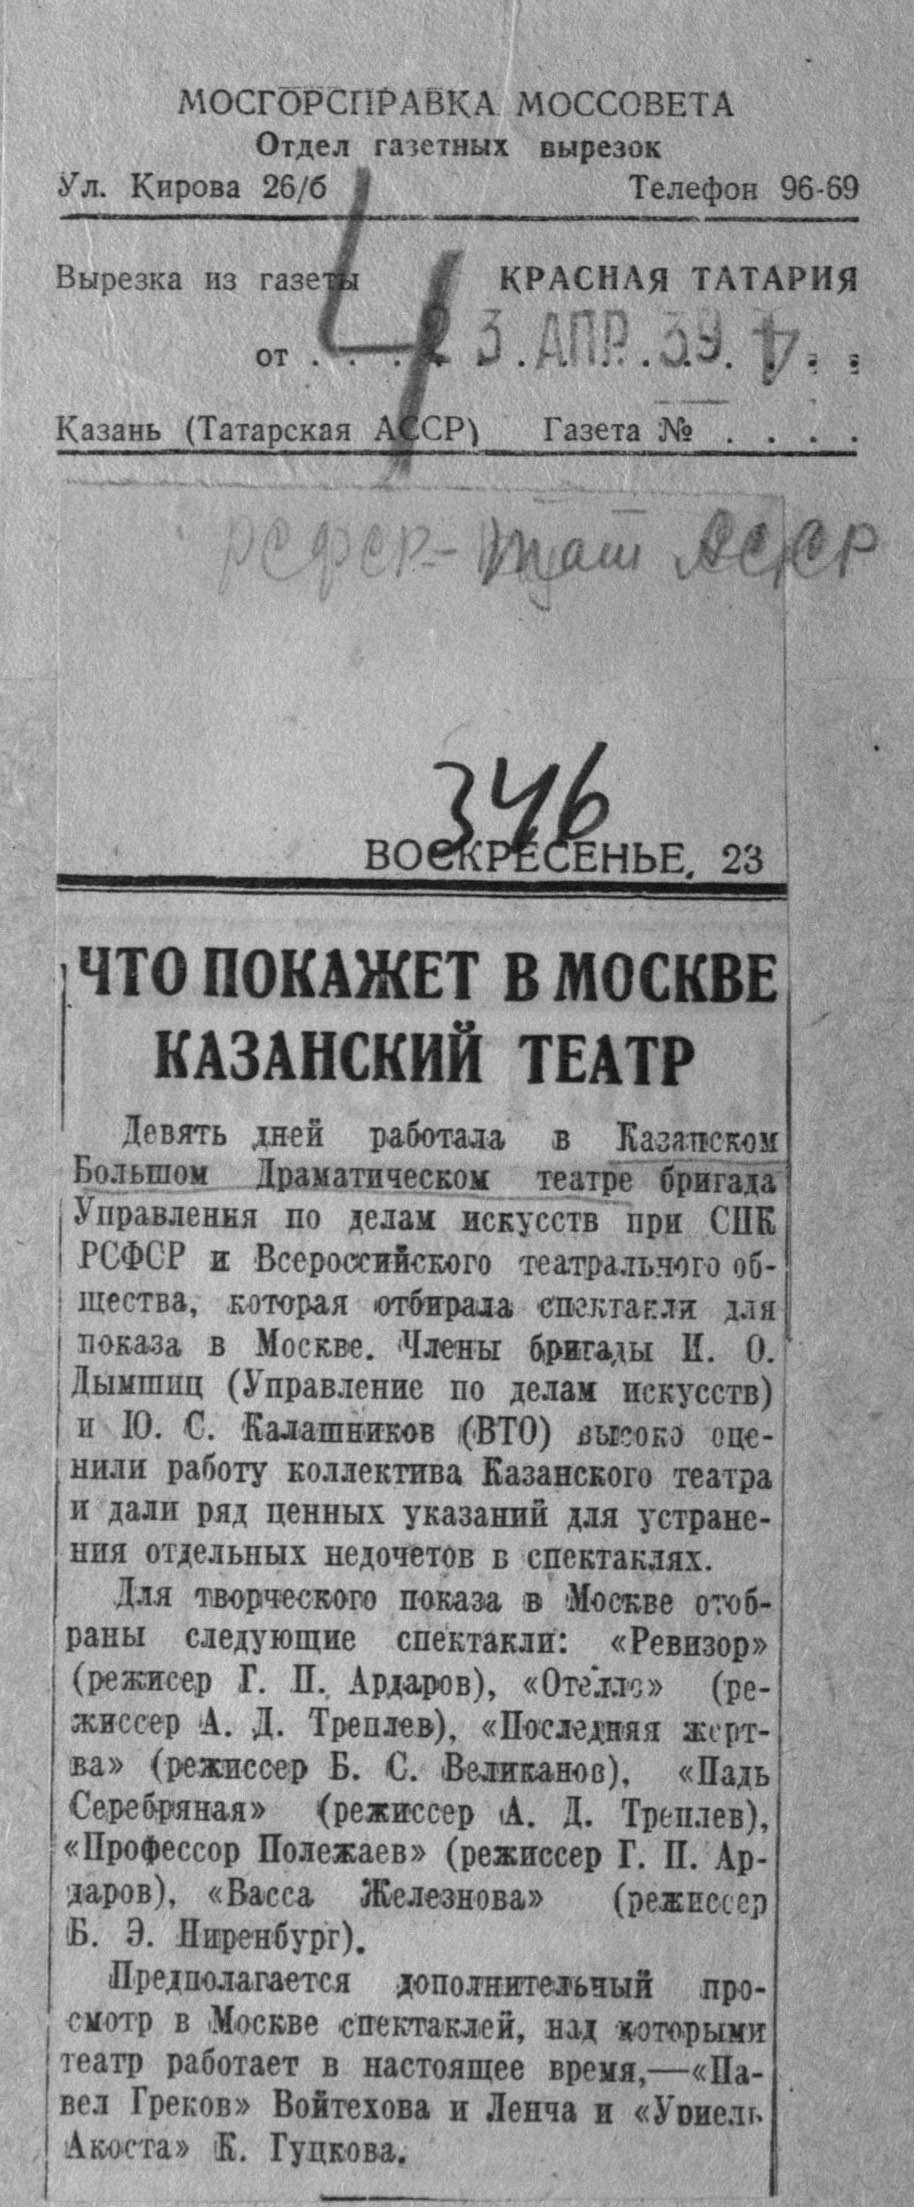 МОСГОРСПРАВКА МОССОВЕТА
Отдел газетных вырезок
Ул. Кирова 26/б Телефон 96-69
Вырезка из газеты КРАСНАЯ ТАТАРИЯ
от . . . . 23 . АПР. 39 . . .
Казань (Татарская АССР) Газета № . . . .
4
РСФСР - Тат АССР
346
ВОСКРЕСЕНЬЕ, 23
ЧТО ПОКАЖЕТ В МОСКВЕ
КАЗАНСКИЙ ТЕАТР
Девять дней работала в Казанском
Большом Драматическом театре бригада
Управления по делам искусств при СНК
РСФСР и Всероссийского театрального об-
щества, которая отбирала спектакли для
показа в Москве. Члены бригады И. О.
Дымшиц (Управление по делам искусств)
и Ю. С. Калашников (ВТО) высоко оце-
нили работу коллектива Казанского театра
и дали ряд ценных указаний для устране-
ния отдельных недочетов в спектаклях.
Для творческого показа в Москве отоб-
раны следующие спектакли: «Ревизор»
(режисер Г. П. Ардаров), «Отелло» (ре-
жиссер А. Д. Треплев), «Последняя жерт-
ва» (режиссер Б. С. Великанов), «Падь
Серебряная» (режиссер А. Д. Треплев),
«Профессор Полежаев» (режиссер Г. П. Ар-
даров), «Васса Железнова» (режиссер
Б. Э. Ниренбург).
Предполагается дополнительный про-
смотр в Москве спектаклей, над которыми
театр работает в настоящее время,—«Па-
вел Греков» Войтехова и Ленча и «Уриель
Акоста» К. Гуцкова.